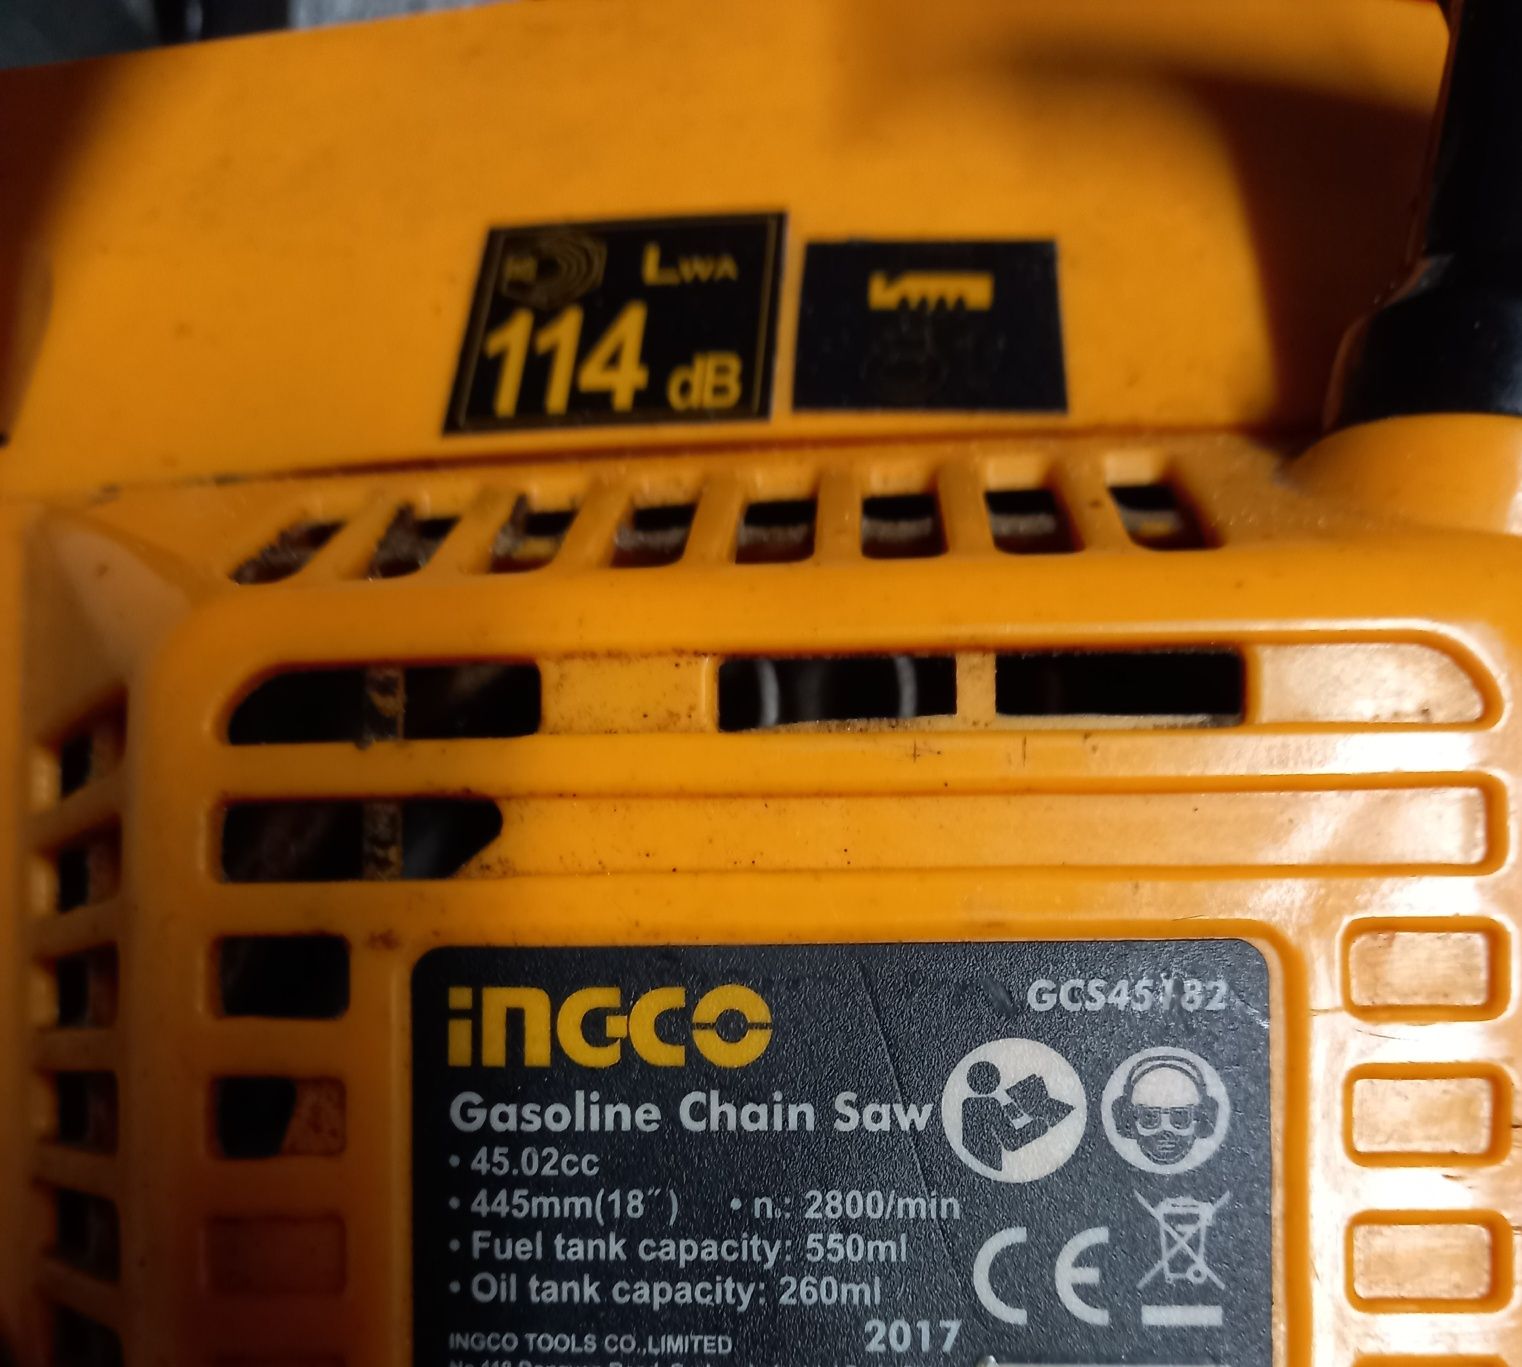 LWA
114 dB
INGCO
GCS45182
Gasoline Chain Saw
• 45.02cc
• 445mm(18″) • n.: 2800/min
• Fuel tank capacity: 550ml
• Oil tank capacity: 260ml
CE
INGCO TOOLS CO.,LIMITED
2017